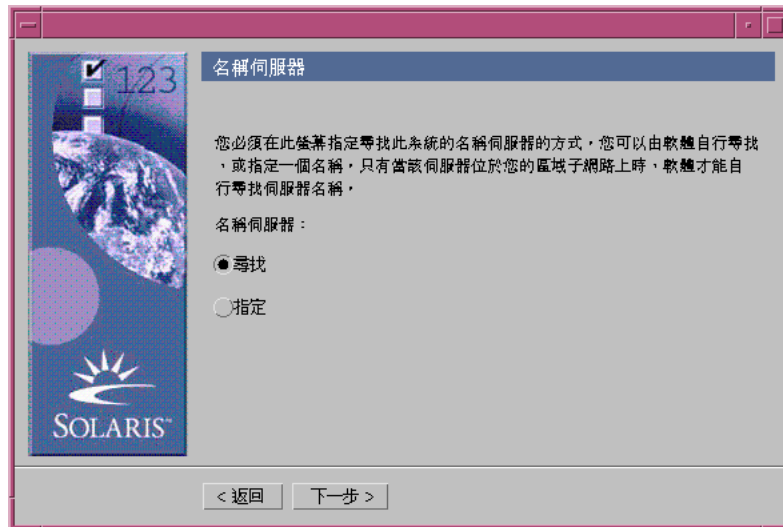 123
名稱伺服器
您必須在此螢幕指定尋找此系統的名稱伺服器的方式，您可以由軟體自行尋找
，或指定一個名稱，只有當該伺服器位於您的區域子網路上時，軟體才能自
行尋找伺服器名稱，
名稱伺服器：
尋找
指定
SOLARIS™
< 返回
下一步 >